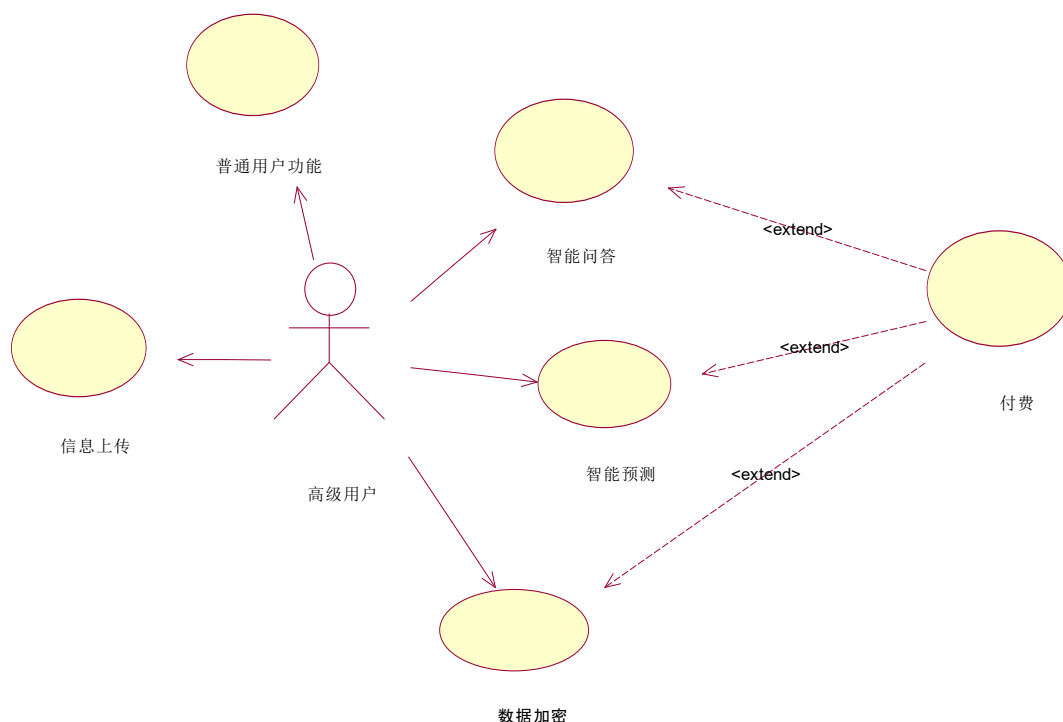 普通用户功能
智能问答
<extend>
<extend>
付费
信息上传
智能预测
<extend>
高级用户
数据加密